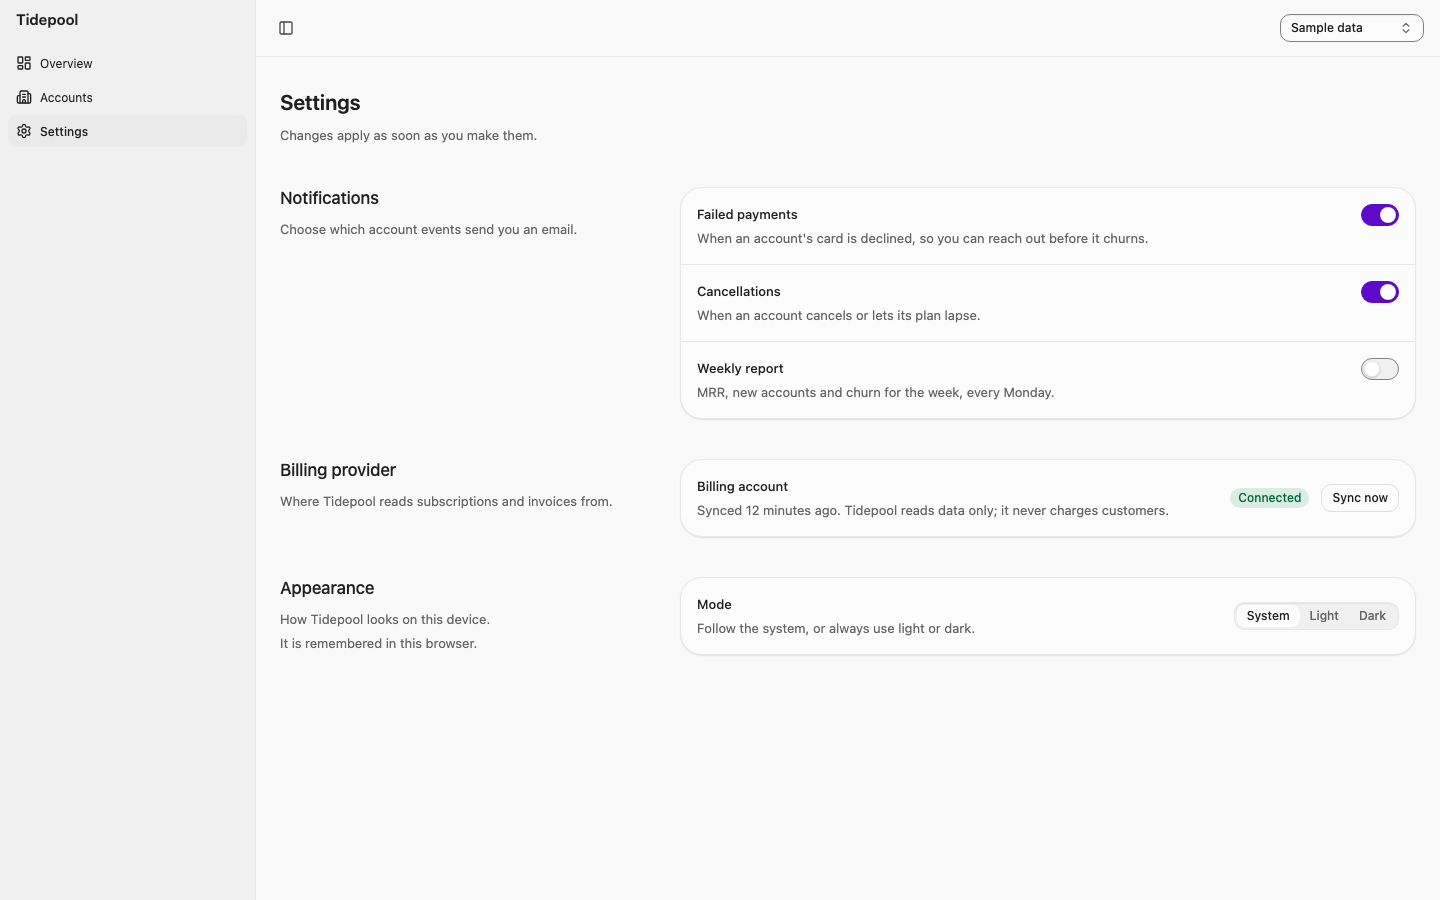 Tidepool
Overview
Accounts
Settings
Sample data
Settings
Changes apply as soon as you make them.
Notifications
Choose which account events send you an email.
Failed payments
When an account's card is declined, so you can reach out before it churns.
Cancellations
When an account cancels or lets its plan lapse.
Weekly report
MRR, new accounts and churn for the week, every Monday.
Billing provider
Where Tidepool reads subscriptions and invoices from.
Billing account
Synced 12 minutes ago. Tidepool reads data only; it never charges customers.
Connected
Sync now
Appearance
How Tidepool looks on this device.
It is remembered in this browser.
Mode
Follow the system, or always use light or dark.
System
Light
Dark